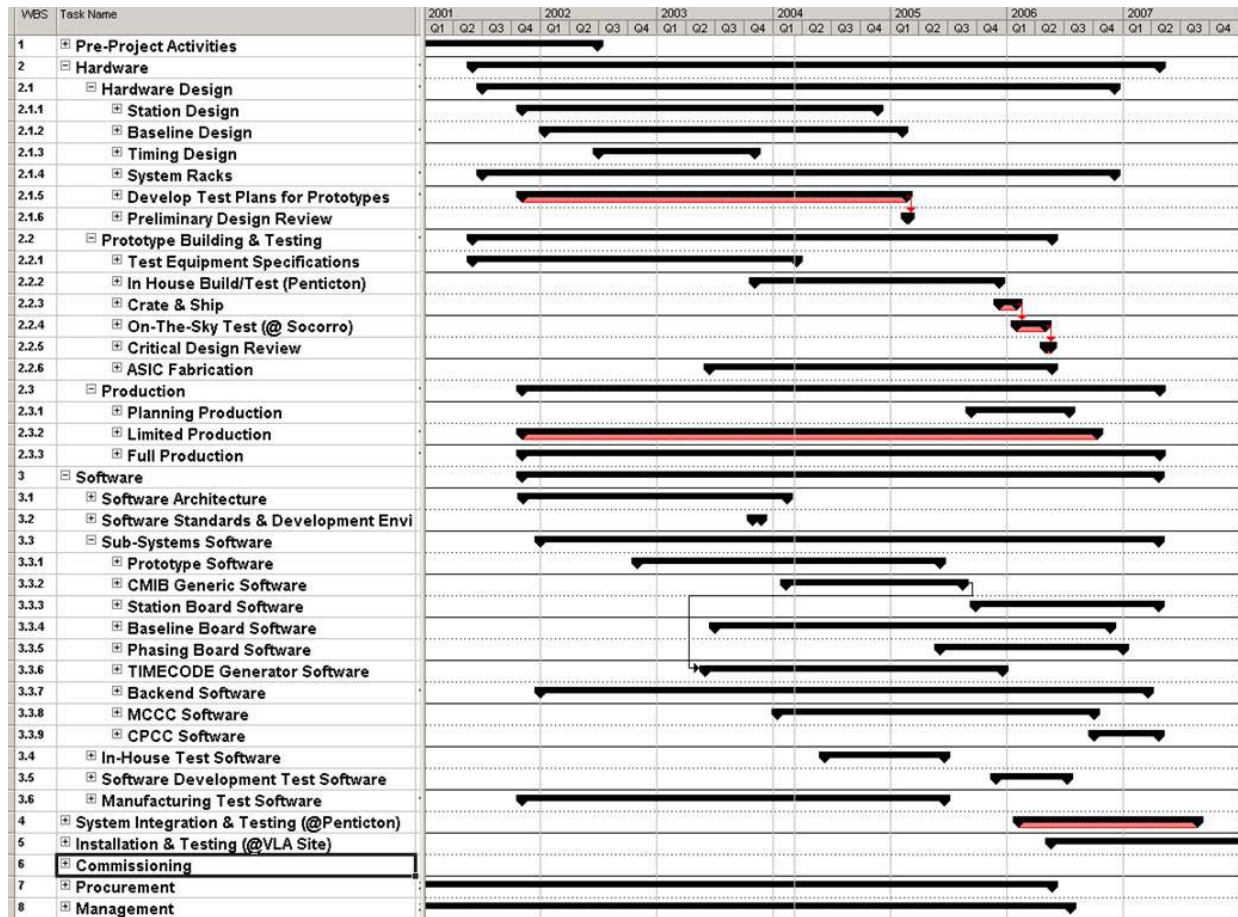 WBS Task Name 2001 2002 2003 2004 2005 2006 2007
Q1 Q2 Q3 Q4 Q1 Q2 Q3 Q4 Q1 Q2 Q3 Q4 Q1 Q2 Q3 Q4 Q1 Q2 Q3 Q4 Q1 Q2 Q3 Q4 Q1 Q2 Q3 Q4
1 Pre-Project Activities
2 Hardware
2.1 Hardware Design
2.1.1 Station Design
2.1.2 Baseline Design
2.1.3 Timing Design
2.1.4 System Racks
2.1.5 Develop Test Plans for Prototypes
2.1.6 Preliminary Design Review
2.2 Prototype Building & Testing
2.2.1 Test Equipment Specifications
2.2.2 In House Build/Test (Penticton)
2.2.3 Crate & Ship
2.2.4 On-The-Sky Test (@ Socorro)
2.2.5 Critical Design Review
2.2.6 ASIC Fabrication
2.3 Production
2.3.1 Planning Production
2.3.2 Limited Production
2.3.3 Full Production
3 Software
3.1 Software Architecture
3.2 Software Standards & Development Envi
3.3 Sub-Systems Software
3.3.1 Prototype Software
3.3.2 CMIB Generic Software
3.3.3 Station Board Software
3.3.4 Baseline Board Software
3.3.5 Phasing Board Software
3.3.6 TIMECODE Generator Software
3.3.7 Backend Software
3.3.8 MCCC Software
3.3.9 CPCC Software
3.4 In-House Test Software
3.5 Software Development Test Software
3.6 Manufacturing Test Software
4 System Integration & Testing (@Penticton)
5 Installation & Testing (@VLA Site)
6 Commissioning
7 Procurement
8 Management